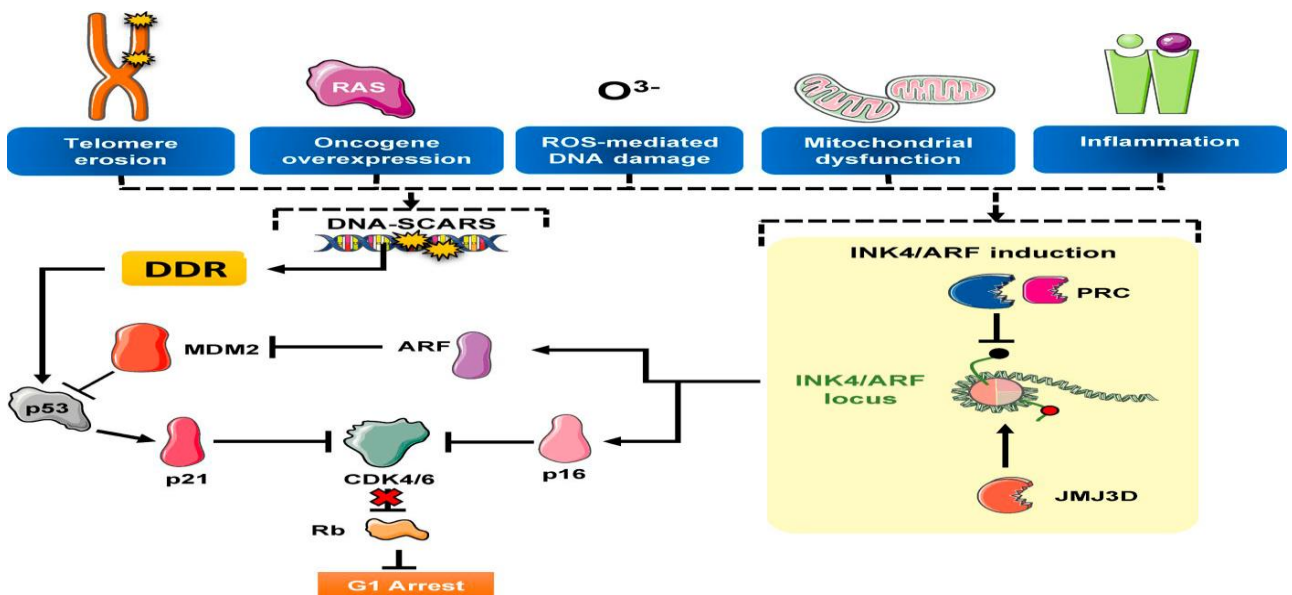 RAS
O³⁻
Telomere
erosion
Oncogene
overexpression
ROS-mediated
DNA damage
Mitochondrial
dysfunction
Inflammation
DNA-SCARS
DDR
INK4/ARF induction
PRC
MDM2
ARF
INK4/ARF
locus
p53
p21
CDK4/6
p16
JMJ3D
Rb
G1 Arrest